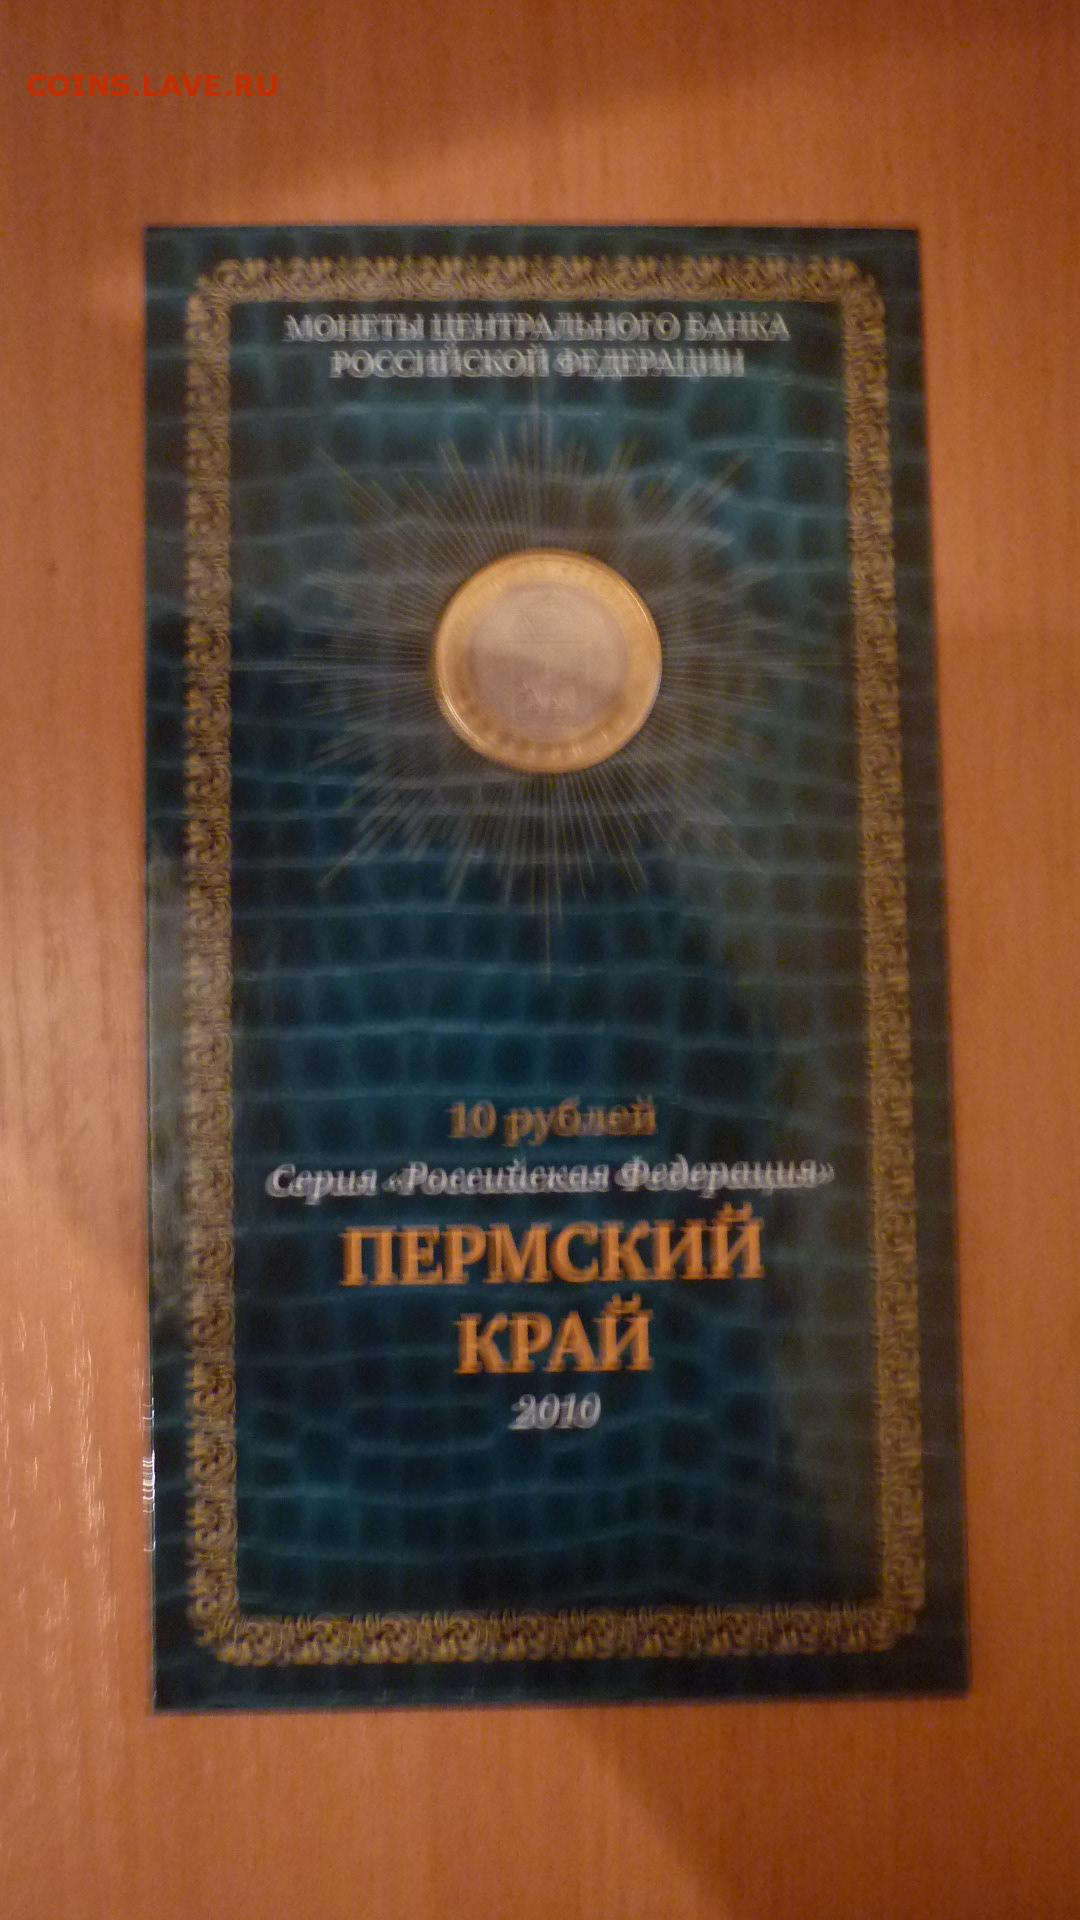 COINS.LAVE.RU
МОНЕТЫ ЦЕНТРАЛЬНОГО БАНКА
РОССИЙСКОЙ ФЕДЕРАЦИИ
10 рублей
Серия «Российская Федерация»
ПЕРМСКИЙ
КРАЙ
2010